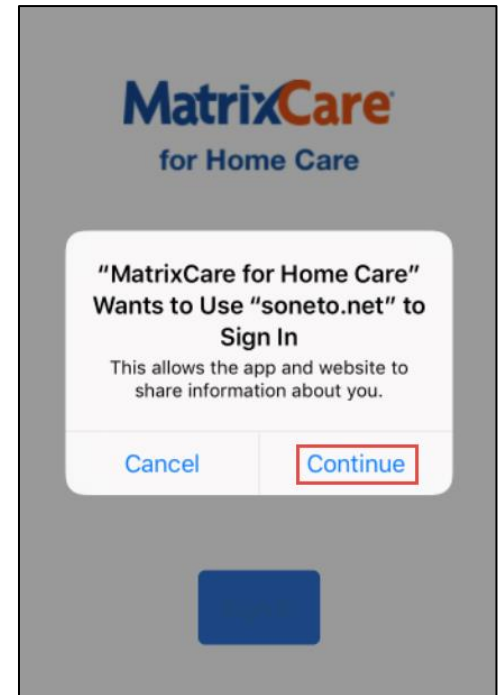 MatrixCare
for Home Care
"MatrixCare for Home Care"
Wants to Use "soneto.net" to
Sign In
This allows the app and website to
share information about you.
Cancel Continue